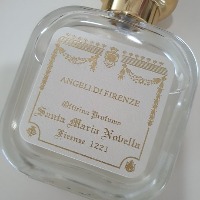 ANGELI DI FIRENZE
Officina Profumo
Santa Maria Novella
Firenze 1221